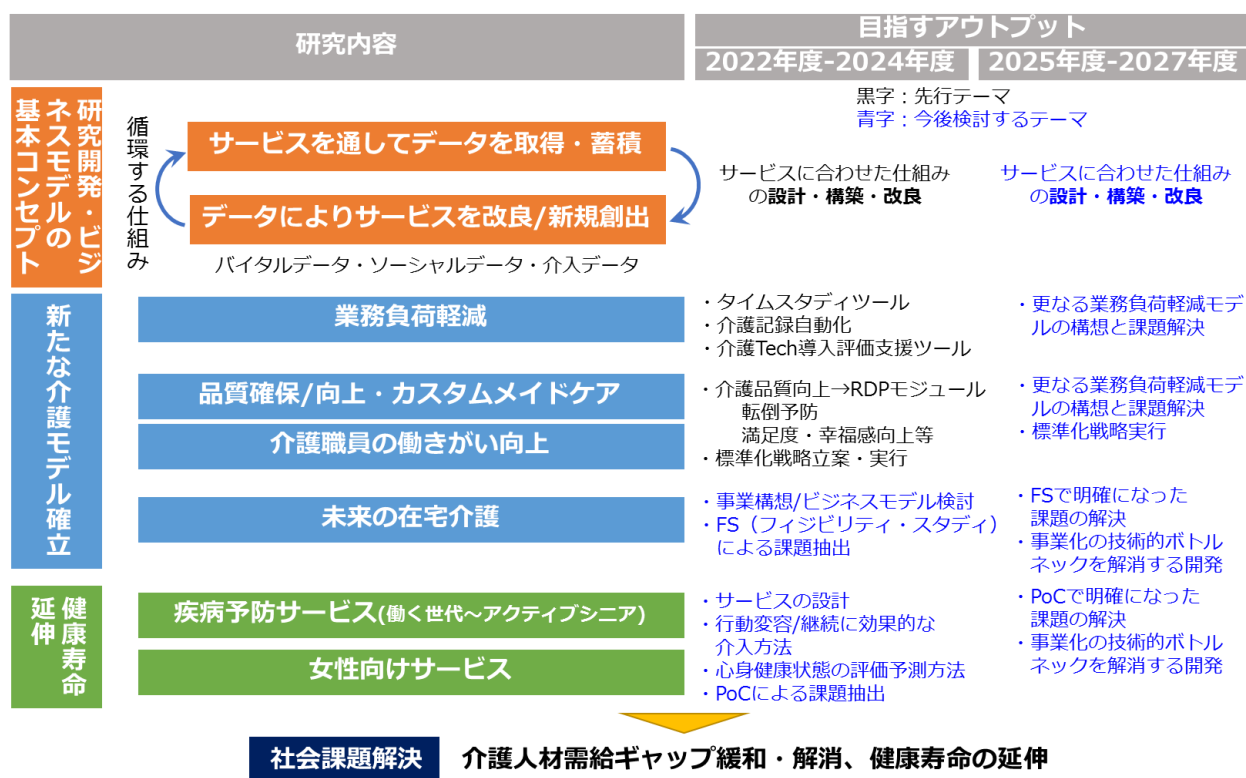 研究内容
目指すアウトプット
2022年度-2024年度
2025年度-2027年度
黒字：先行テーマ
青字：今後検討するテーマ
研究開発・ビジ
ネスモデルの
基本コンセプト
循環する仕組み
サービスを通してデータを取得・蓄積
データによりサービスを改良/新規創出
バイタルデータ・ソーシャルデータ・介入データ
サービスに合わせた仕組み
の設計・構築・改良
サービスに合わせた仕組み
の設計・構築・改良
新たな介護モデル確立
業務負荷軽減
・タイムスタディツール
・介護記録自動化
・介護Tech導入評価支援ツール
・更なる業務負荷軽減モデ
ルの構想と課題解決
品質確保/向上・カスタムメイドケア
介護職員の働きがい向上
・介護品質向上→RDPモジュール
転倒予防
満足度・幸福感向上等
・標準化戦略立案・実行
・更なる業務負荷軽減モデ
ルの構想と課題解決
・標準化戦略実行
未来の在宅介護
・事業構想/ビジネスモデル検討
・FS（フィジビリティ・スタディ）
による課題抽出
・FSで明確になった
課題の解決
・事業化の技術的ボトル
ネックを解消する開発
健康寿命
延伸
疾病予防サービス(働く世代～アクティブシニア)
女性向けサービス
・サービスの設計
・行動変容/継続に効果的な
介入方法
・心身健康状態の評価予測方法
・PoCによる課題抽出
・PoCで明確になった
課題の解決
・事業化の技術的ボトル
ネックを解消する開発
社会課題解決
介護人材需給ギャップ緩和・解消、健康寿命の延伸